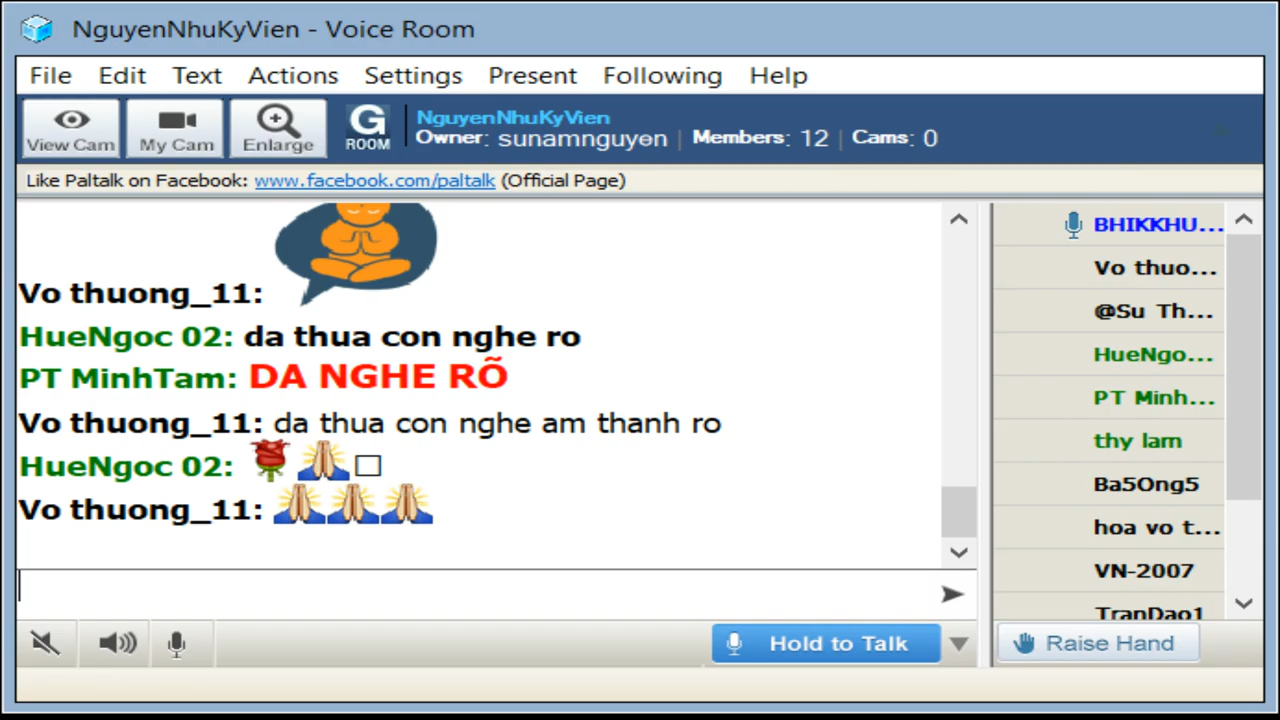 NguyenNhuKyVien - Voice Room
File Edit Text Actions Settings Present Following Help
View Cam My Cam Enlarge G ROOM
NguyenNhuKyVien
Owner: sunamnguyen | Members: 12 | Cams: 0
Like Paltalk on Facebook: www.facebook.com/paltalk (Official Page)
Vo thuong_11:
HueNgoc 02: da thua con nghe ro
PT MinhTam: DA NGHE RÕ
Vo thuong_11: da thua con nghe am thanh ro
HueNgoc 02: 🌹🙏□
Vo thuong_11: 🙏🙏🙏
BHIKKHU...
Vo thuo...
@Su Th...
HueNgo...
PT Minh...
thy lam
Ba5Ong5
hoa vo t...
VN-2007
TranDao1
Hold to Talk
Raise Hand